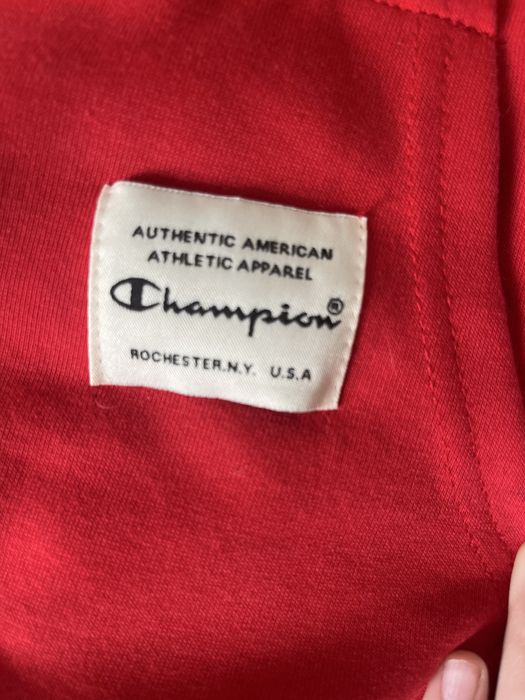 AUTHENTIC AMERICAN
ATHLETIC APPAREL
Champion®
ROCHESTER.N.Y. U.S.A